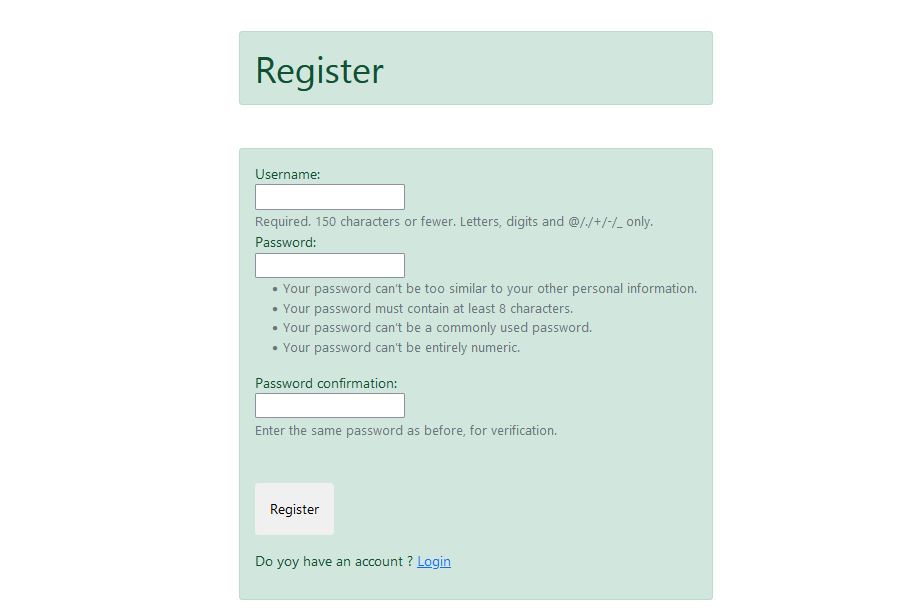 Register
Username:
Required. 150 characters or fewer. Letters, digits and @/./+/-/_ only.
Password:
• Your password can't be too similar to your other personal information.
• Your password must contain at least 8 characters.
• Your password can't be a commonly used password.
• Your password can't be entirely numeric.
Password confirmation:
Enter the same password as before, for verification.
Register
Do yoy have an account ? Login